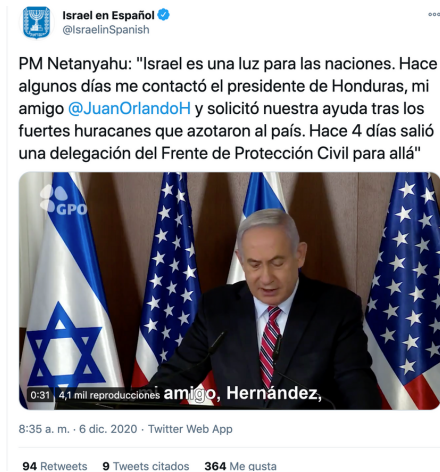 Israel en Español
@IsraelinSpanish
PM Netanyahu: "Israel es una luz para las naciones. Hace
algunos días me contactó el presidente de Honduras, mi
amigo @JuanOrlandoH y solicitó nuestra ayuda tras los
fuertes huracanes que azotaron al país. Hace 4 días salió
una delegación del Frente de Protección Civil para allá"
GPO
0:31 4,1 mil reproducciones
amigo, Hernández,
8:35 a. m. · 6 dic. 2020 · Twitter Web App
94 Retweets 9 Tweets citados 364 Me gusta